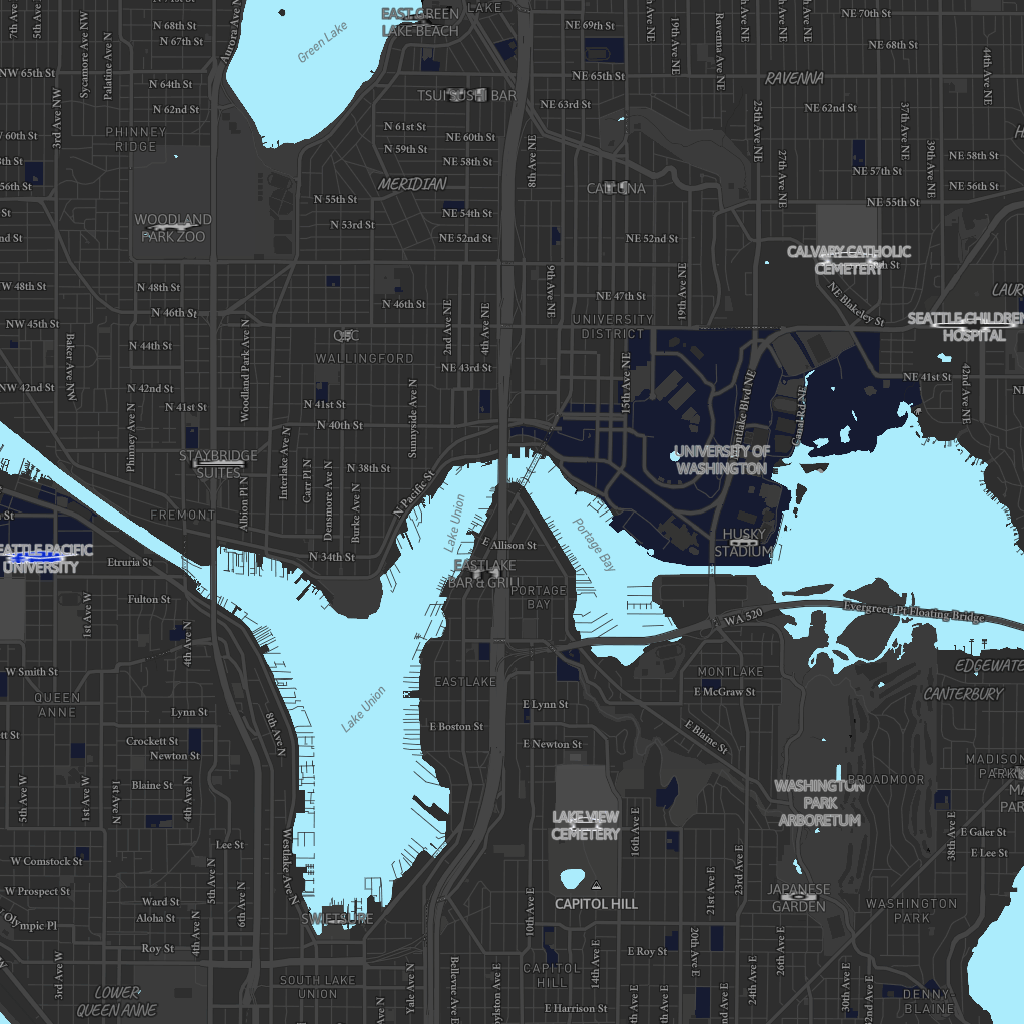 7th Ave NW
5th Ave NW
N 68th St
N 67th St
Aurora Ave N
Green Lake
EAST GREEN
LAKE BEACH
LAKE
NE 69th St
NE 70th St
NE 68th St
NW 65th St
Sycamore Ave NW
Palatine Ave N
N 64th St
N 62th St
3rd Ave NW
NE 65th St
NE 63rd St
19th Ave NE
Ravenna Ave NE
RAVENNA
NE 62th St
44th Ave NE
PHINNEY
RIDGE
N 61st St
N 59th St
NE 60th St
NE 58th St
8th Ave NE
25th Ave NE
27th Ave NE
37th Ave NE
39th Ave NE
NE 58th St
NE 57th St
NE 56th St
NE 55th St
MERIDIAN
N 55th St
N 53rd St
NE 54th St
NE 52nd St
NE 52nd St
WOODLAND
PARK ZOO
CALVARY CATHOLIC
CEMETERY
NW 48th St
N 48th St
N 46th St
N 46th St
NW 45th St
Baker Ave NW
N 44th St
NW 42nd St
N 42nd St
N 41st St
Phinney Ave N
Woodland Park Ave N
QFC
WALLINGFORD
2nd Ave NE
4th Ave NE
9th Ave NE
NE 47th St
19th Ave NE
UNIVERSITY
DISTRICT
NE 43rd St
15th Ave NE
NE Blakeley St
SEATTLE CHILDREN
HOSPITAL
NE 41st St
42nd Ave NE
Canal Rd NE
N 41st St
N 40th St
Sunnyside Ave N
N 38th St
STAYBRIDGE
SUITES
Interlake Ave N
Carr Pl N
Densmore Ave N
Burke Ave N
Albion Pl N
N Pacific St
Lake Union
Portage Bay
UNIVERSITY OF
WASHINGTON
HUSKY
STADIUM
FREMONT
N 34th St
SEATTLE PACIFIC
UNIVERSITY
Etruria St
Fulton St
1st Ave W
4th Ave N
E Allison St
EASTLAKE
BAR & GRILL
PORTAGE
BAY
WA 520
Evergreen Pt Floating Bridge
W Smith St
QUEEN
ANNE
Lynn St
Crockett St
Newton St
Blaine St
8th Ave N
Lake Union
EASTLAKE
E Boston St
E Lynn St
E Newton St
MONTLAKE
E McGraw St
E Blaine St
CANTERBURY
5th Ave W
1st Ave W
1st Ave N
4th Ave N
Lee St
W Comstock St
W Prospect St
Ward St
Aloha St
Roy St
5th Ave N
6th Ave N
4th Ave N
Westlake Ave N
LAKE VIEW
CEMETERY
16th Ave E
WASHINGTON
PARK
ARBORETUM
BROADMOOR
E Galer St
E Lee St
38th Ave E
CAPITOL HILL
10th Ave E
21st Ave E
23rd Ave E
JAPANESE
GARDEN
WASHINGTON
PARK
3rd Ave W
LOWER
QUEEN ANNE
SOUTH LAKE
UNION
Yale Ave N
Bellevue Ave E
CAPITOL
HILL
14th Ave E
E Roy St
E Harrison St
20th Ave E
24th Ave E
26th Ave E
30th Ave E
DENNY-
BLAINE